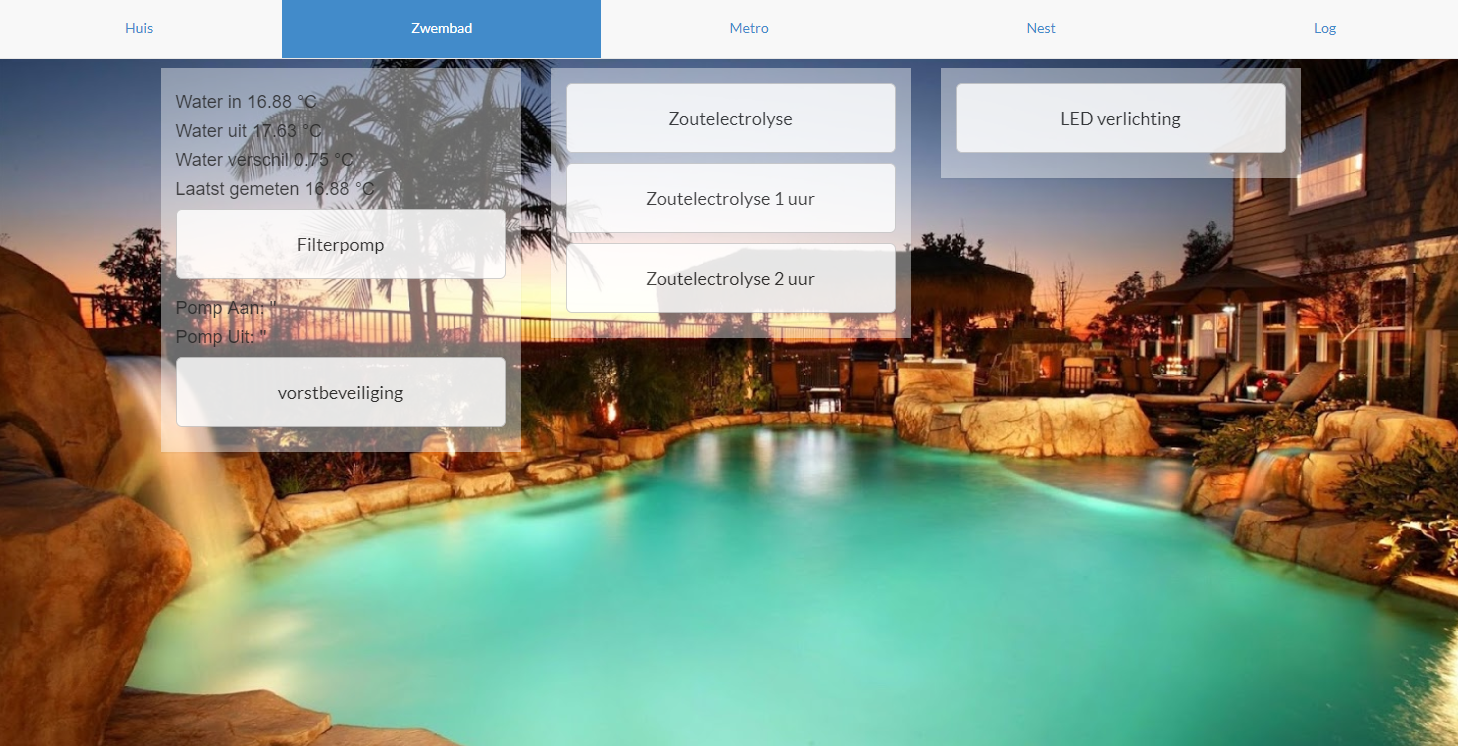 Huis
Zwembad
Metro
Nest
Log
Water in 16.88 °C
Water uit 17.63 °C
Water verschil 0.75 °C
Laatst gemeten 16.88 °C
Filterpomp
Pomp Aan: "
Pomp Uit: "
vorstbeveiliging
Zoutelectrolyse
Zoutelectrolyse 1 uur
Zoutelectrolyse 2 uur
LED verlichting